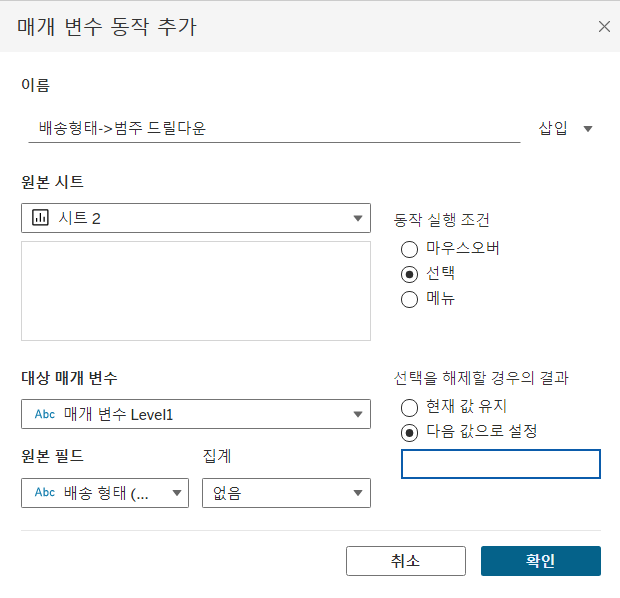 매개 변수 동작 추가
이름
배송형태->범주 드릴다운
삽입
원본 시트
시트 2
동작 실행 조건
마우스오버
선택
메뉴
대상 매개 변수
Abc 매개 변수 Level1
선택을 해제할 경우의 결과
현재 값 유지
다음 값으로 설정
원본 필드
집계
Abc 배송 형태 (...
없음
취소
확인